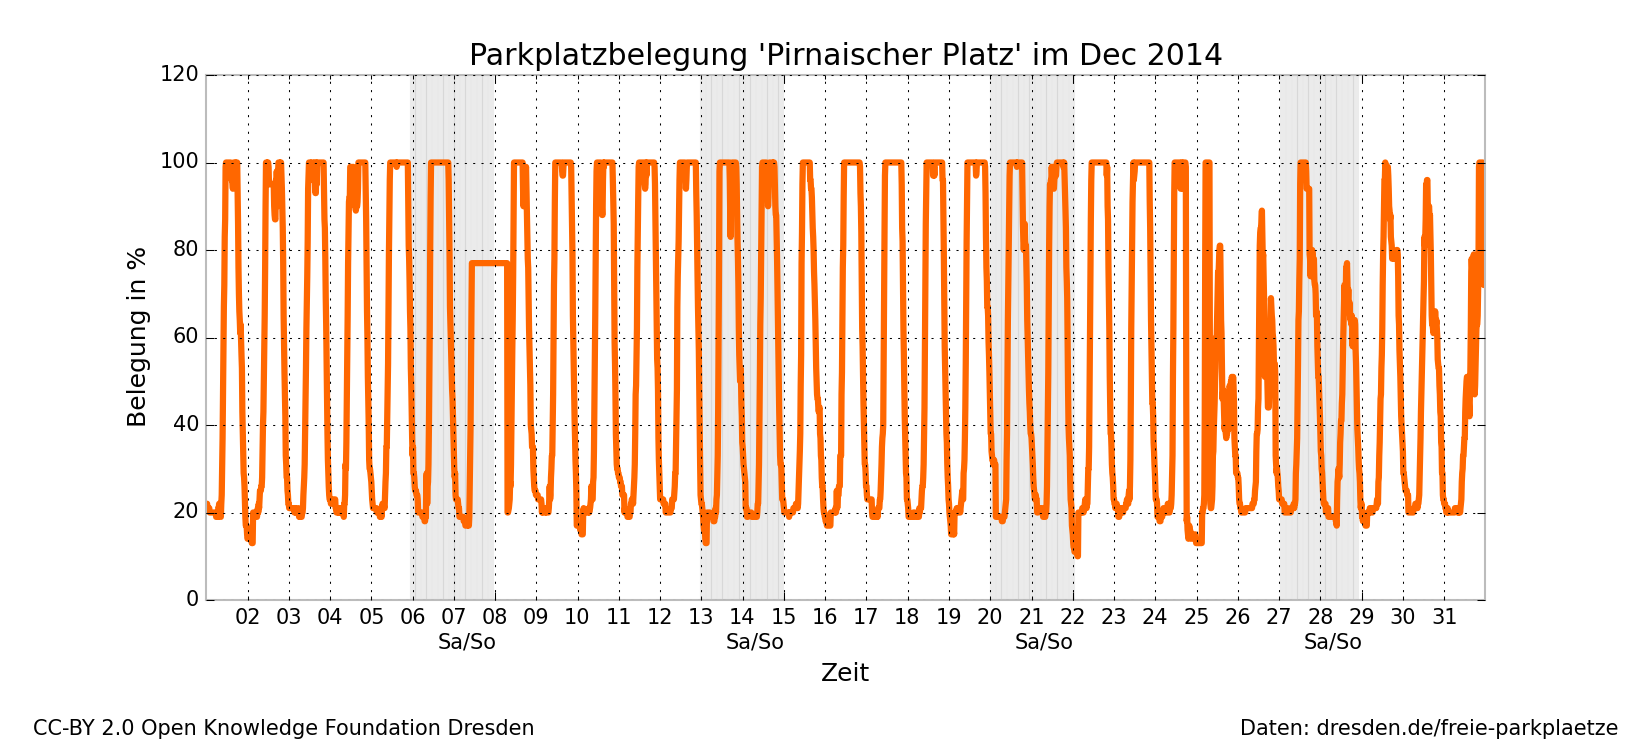 Parkplatzbelegung 'Pirnaischer Platz' im Dec 2014
120
100
80
60
40
20
0
Belegung in %
02 03 04 05 06 07 08 09 10 11 12 13 14 15 16 17 18 19 20 21 22 23 24 25 26 27 28 29 30 31
Sa/So Sa/So Sa/So Sa/So
Zeit
CC-BY 2.0 Open Knowledge Foundation Dresden
Daten: dresden.de/freie-parkplaetze